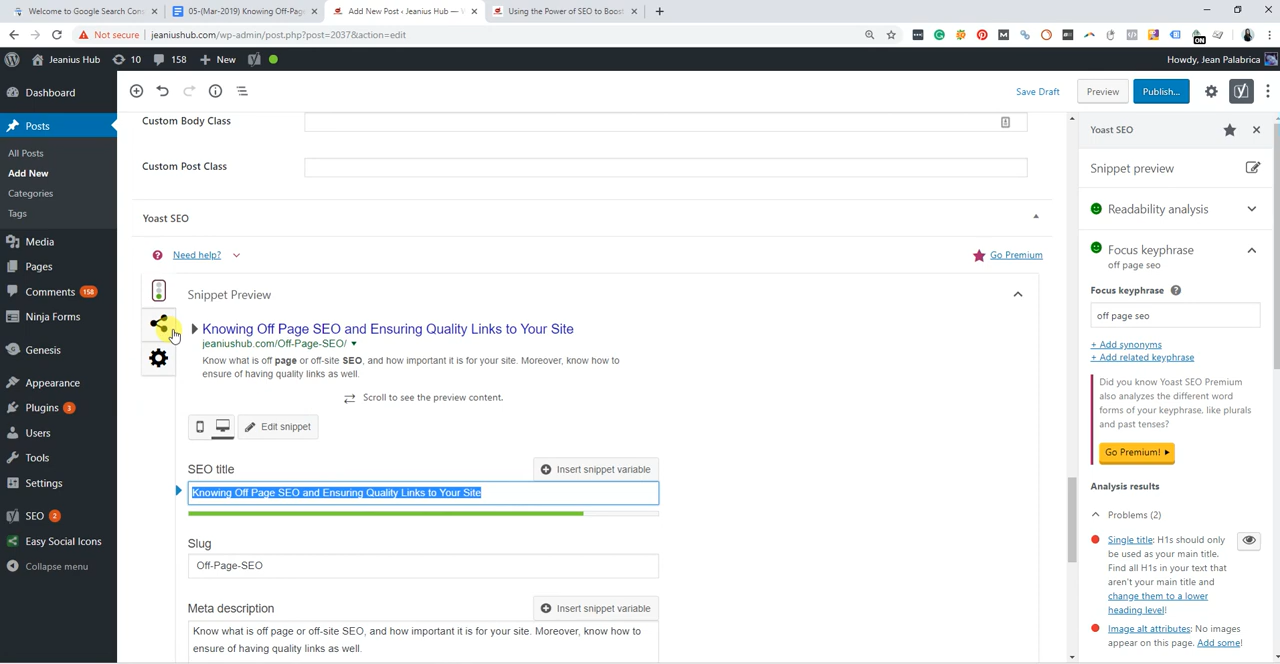 Welcome to Google Search Con
05-(Mar-2019) Knowing Off-Page
Add New Post ‹ Jeanius Hub — W
Using the Power of SEO to Boost
Not secure | jeaniushub.com/wp-admin/post.php?post=2037&action=edit
ON
Jeanius Hub
10
158
New
Howdy, Jean Palabrica
Dashboard
Posts
All Posts
Add New
Categories
Tags
Media
Pages
Comments 158
Ninja Forms
Genesis
Appearance
Plugins 3
Users
Tools
Settings
SEO 2
Easy Social Icons
Collapse menu
Save Draft
Preview
Publish...
Custom Body Class
Custom Post Class
Yoast SEO
Need help?
Go Premium
Snippet Preview
Knowing Off Page SEO and Ensuring Quality Links to Your Site
jeaniushub.com/Off-Page-SEO/
Know what is off page or off-site SEO, and how important it is for your site. Moreover, know how to
ensure of having quality links as well.
Scroll to see the preview content.
Edit snippet
SEO title
Insert snippet variable
Knowing Off Page SEO and Ensuring Quality Links to Your Site
Slug
Off-Page-SEO
Meta description
Insert snippet variable
Know what is off page or off-site SEO, and how important it is for your site. Moreover, know how to
ensure of having quality links as well.
Yoast SEO
Snippet preview
Readability analysis
Focus keyphrase
off page seo
Focus keyphrase
off page seo
+ Add synonyms
+ Add related keyphrase
Did you know Yoast SEO Premium
also analyzes the different word
forms of your keyphrase, like plurals
and past tenses?
Go Premium!
Analysis results
Problems (2)
Single title: H1s should only
be used as your main title.
Find all H1s in your text that
aren't your main title and
change them to a lower
heading level!
Image alt attributes: No images
appear on this page. Add some!